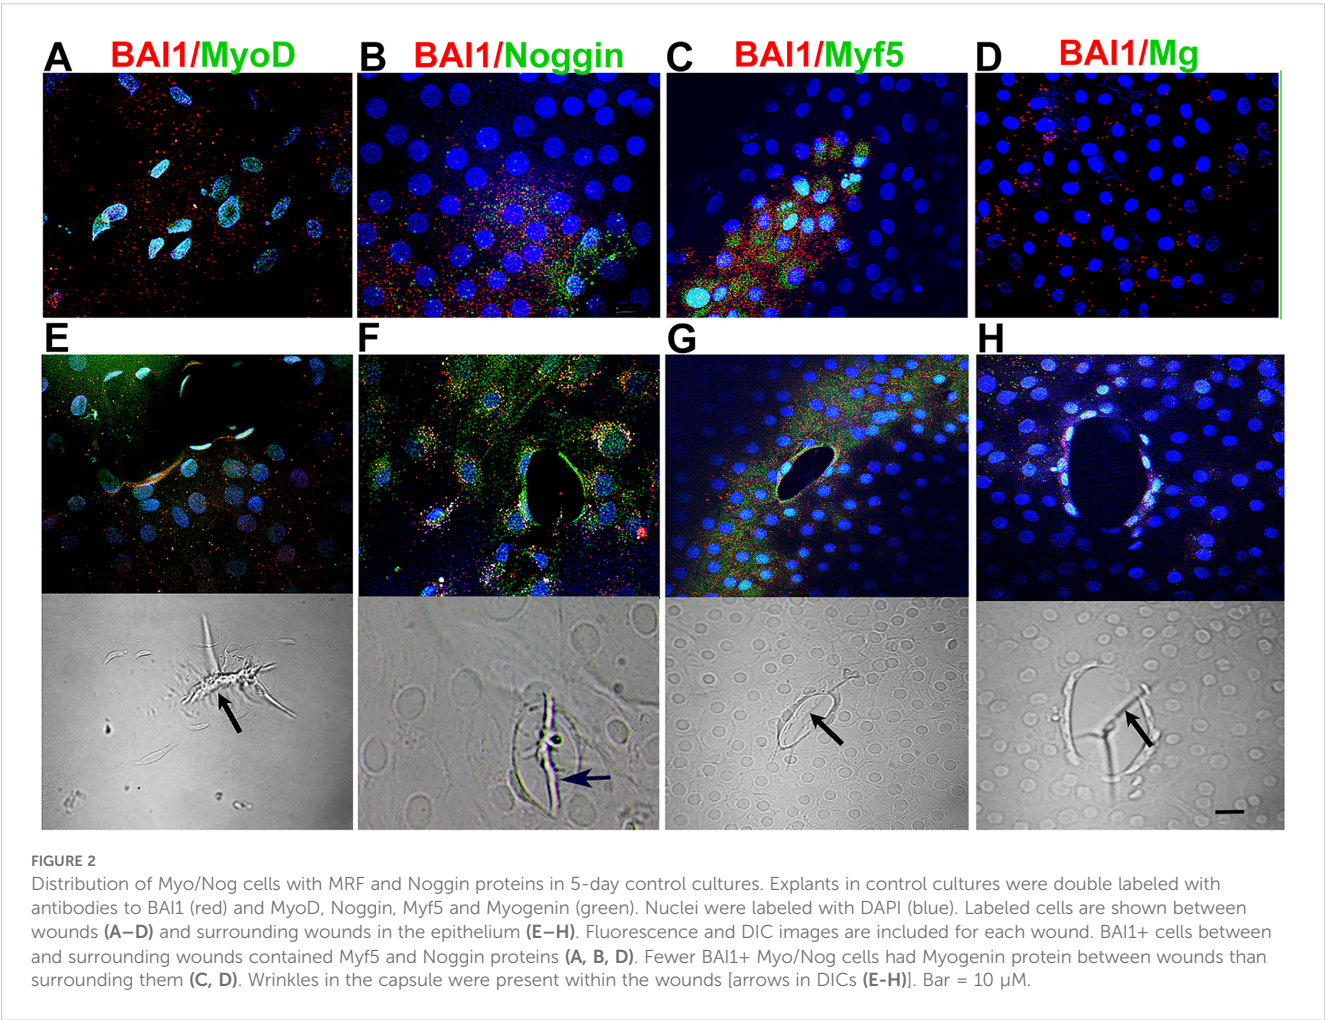 A BAI1/MyoD B BAI1/Noggin C BAI1/Myf5 D BAI1/Mg
E F G H
FIGURE 2
Distribution of Myo/Nog cells with MRF and Noggin proteins in 5-day control cultures. Explants in control cultures were double labeled with
antibodies to BAI1 (red) and MyoD, Noggin, Myf5 and Myogenin (green). Nuclei were labeled with DAPI (blue). Labeled cells are shown between
wounds (A–D) and surrounding wounds in the epithelium (E–H). Fluorescence and DIC images are included for each wound. BAI1+ cells between
and surrounding wounds contained Myf5 and Noggin proteins (A, B, D). Fewer BAI1+ Myo/Nog cells had Myogenin protein between wounds than
surrounding them (C, D). Wrinkles in the capsule were present within the wounds [arrows in DICs (E-H)]. Bar = 10 μM.